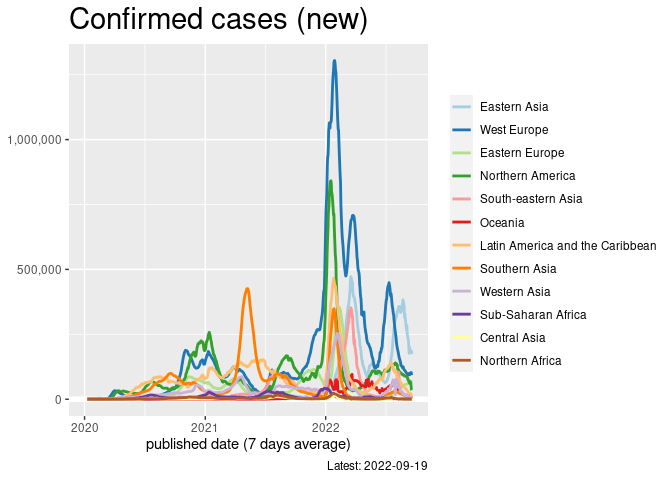 Confirmed cases (new)
1,000,000
500,000
0
2020
2021
2022
published date (7 days average)
Latest: 2022-09-19
Eastern Asia
West Europe
Eastern Europe
Northern America
South-eastern Asia
Oceania
Latin America and the Caribbean
Southern Asia
Western Asia
Sub-Saharan Africa
Central Asia
Northern Africa